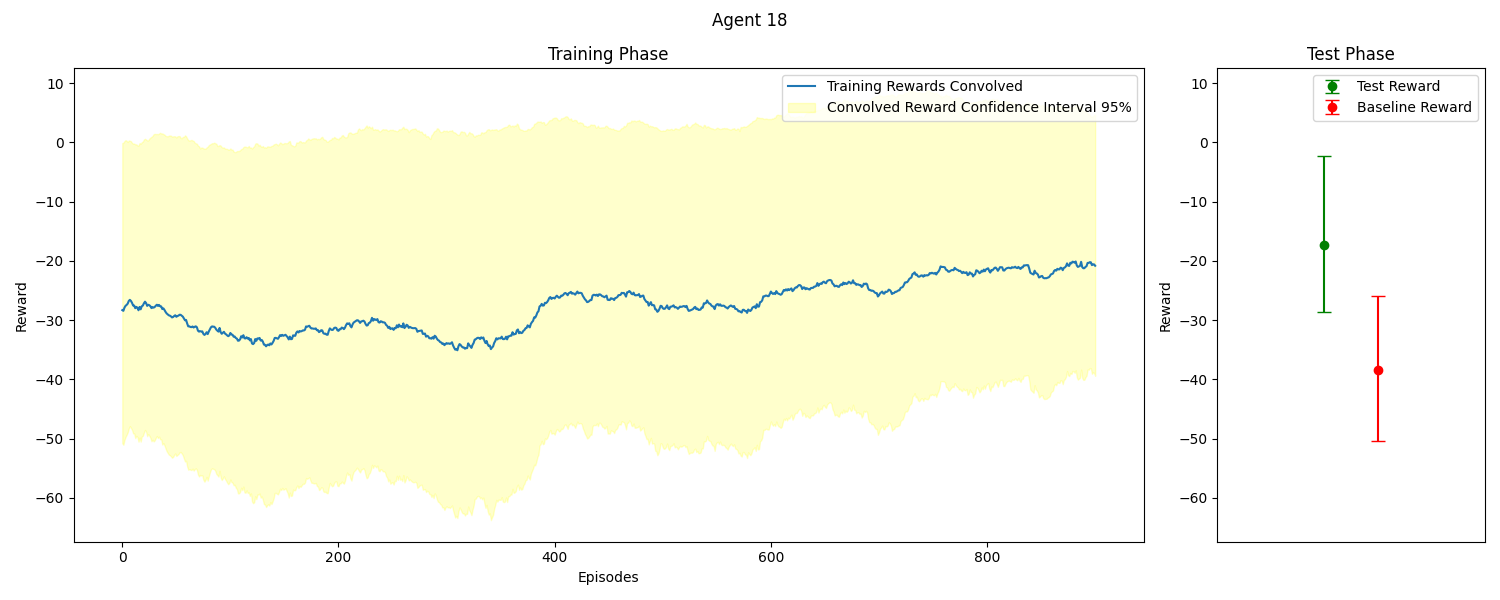 Agent 18
Training Phase
Training Rewards Convolved
Convolved Reward Confidence Interval 95%
10
0
−10
−20
−30
−40
−50
−60
Reward
0
200
400
600
800
Episodes
Test Phase
Test Reward
Baseline Reward
10
0
−10
−20
−30
−40
−50
−60
Reward